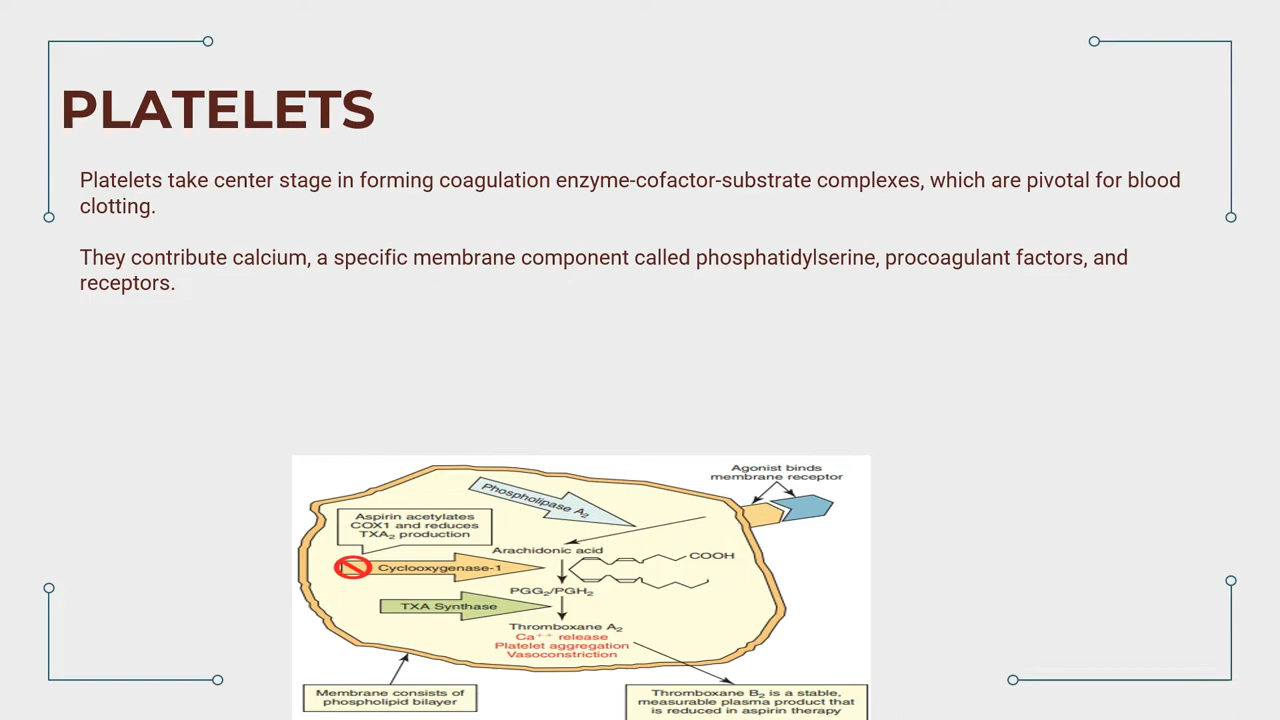 PLATELETS
Platelets take center stage in forming coagulation enzyme-cofactor-substrate complexes, which are pivotal for blood
clotting.
They contribute calcium, a specific membrane component called phosphatidylserine, procoagulant factors, and
receptors.
Agonist binds
membrane receptor
Phospholipase A₂
Aspirin acetylates
COX1 and reduces
TXA₂ production
Arachidonic acid
COOH
Cyclooxygenase-1
PGG₂/PGH₂
TXA Synthase
Thromboxane A₂
Ca⁺⁺ release
Platelet aggregation
Vasoconstriction
Membrane consists of
phospholipid bilayer
Thromboxane B₂ is a stable,
measurable plasma product that
is reduced in aspirin therapy